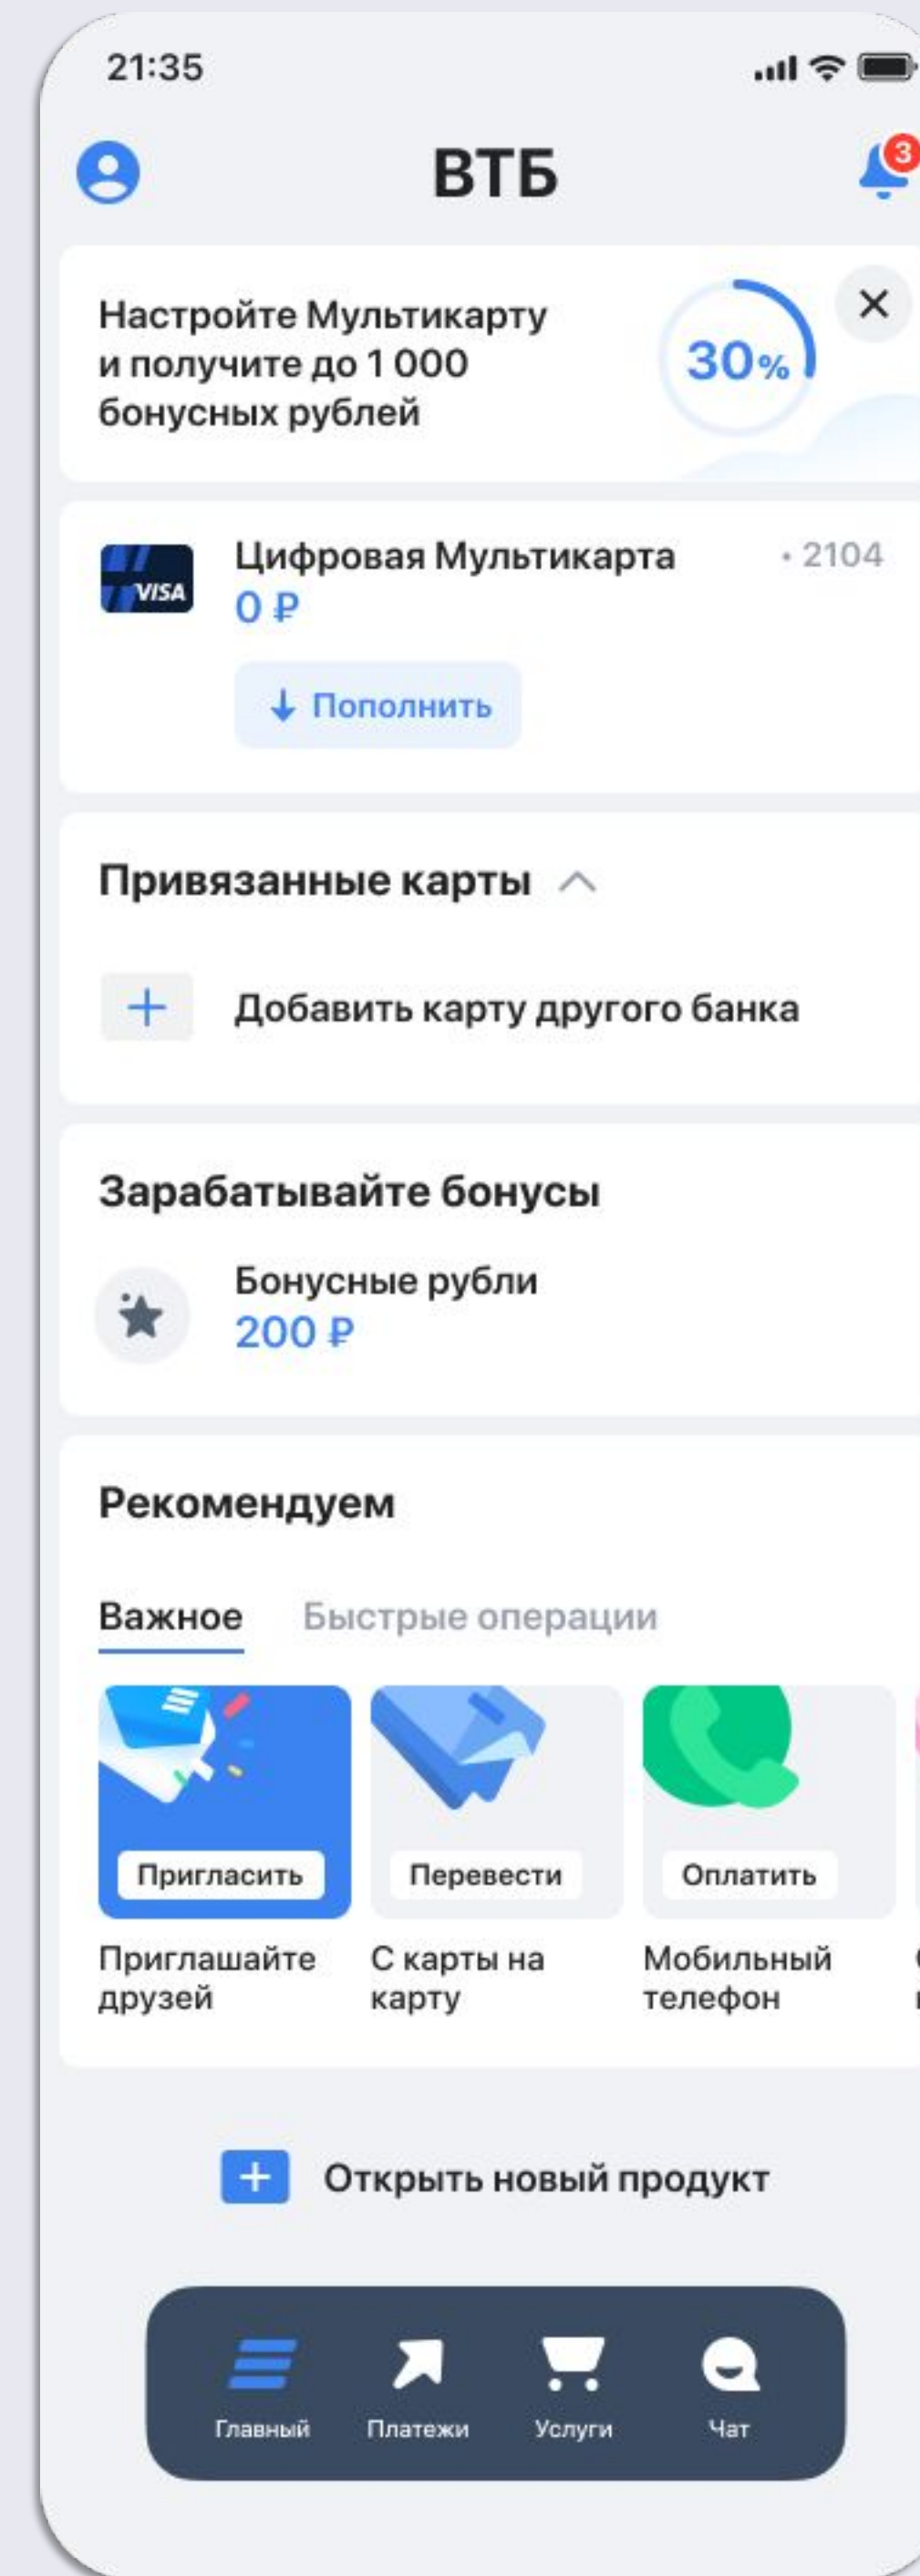 21:35
ВТБ
3
Настройте Мультикарту
и получите до 1 000
бонусных рублей
30%
VISA
Цифровая Мультикарта
• 2104
0 ₽
Пополнить
Привязанные карты
Добавить карту другого банка
Зарабатывайте бонусы
Бонусные рубли
200 ₽
Рекомендуем
Важное
Быстрые операции
Пригласить
Перевести
Оплатить
Приглашайте
друзей
С карты на
карту
Мобильный
телефон
Открыть новый продукт
Главный
Платежи
Услуги
Чат